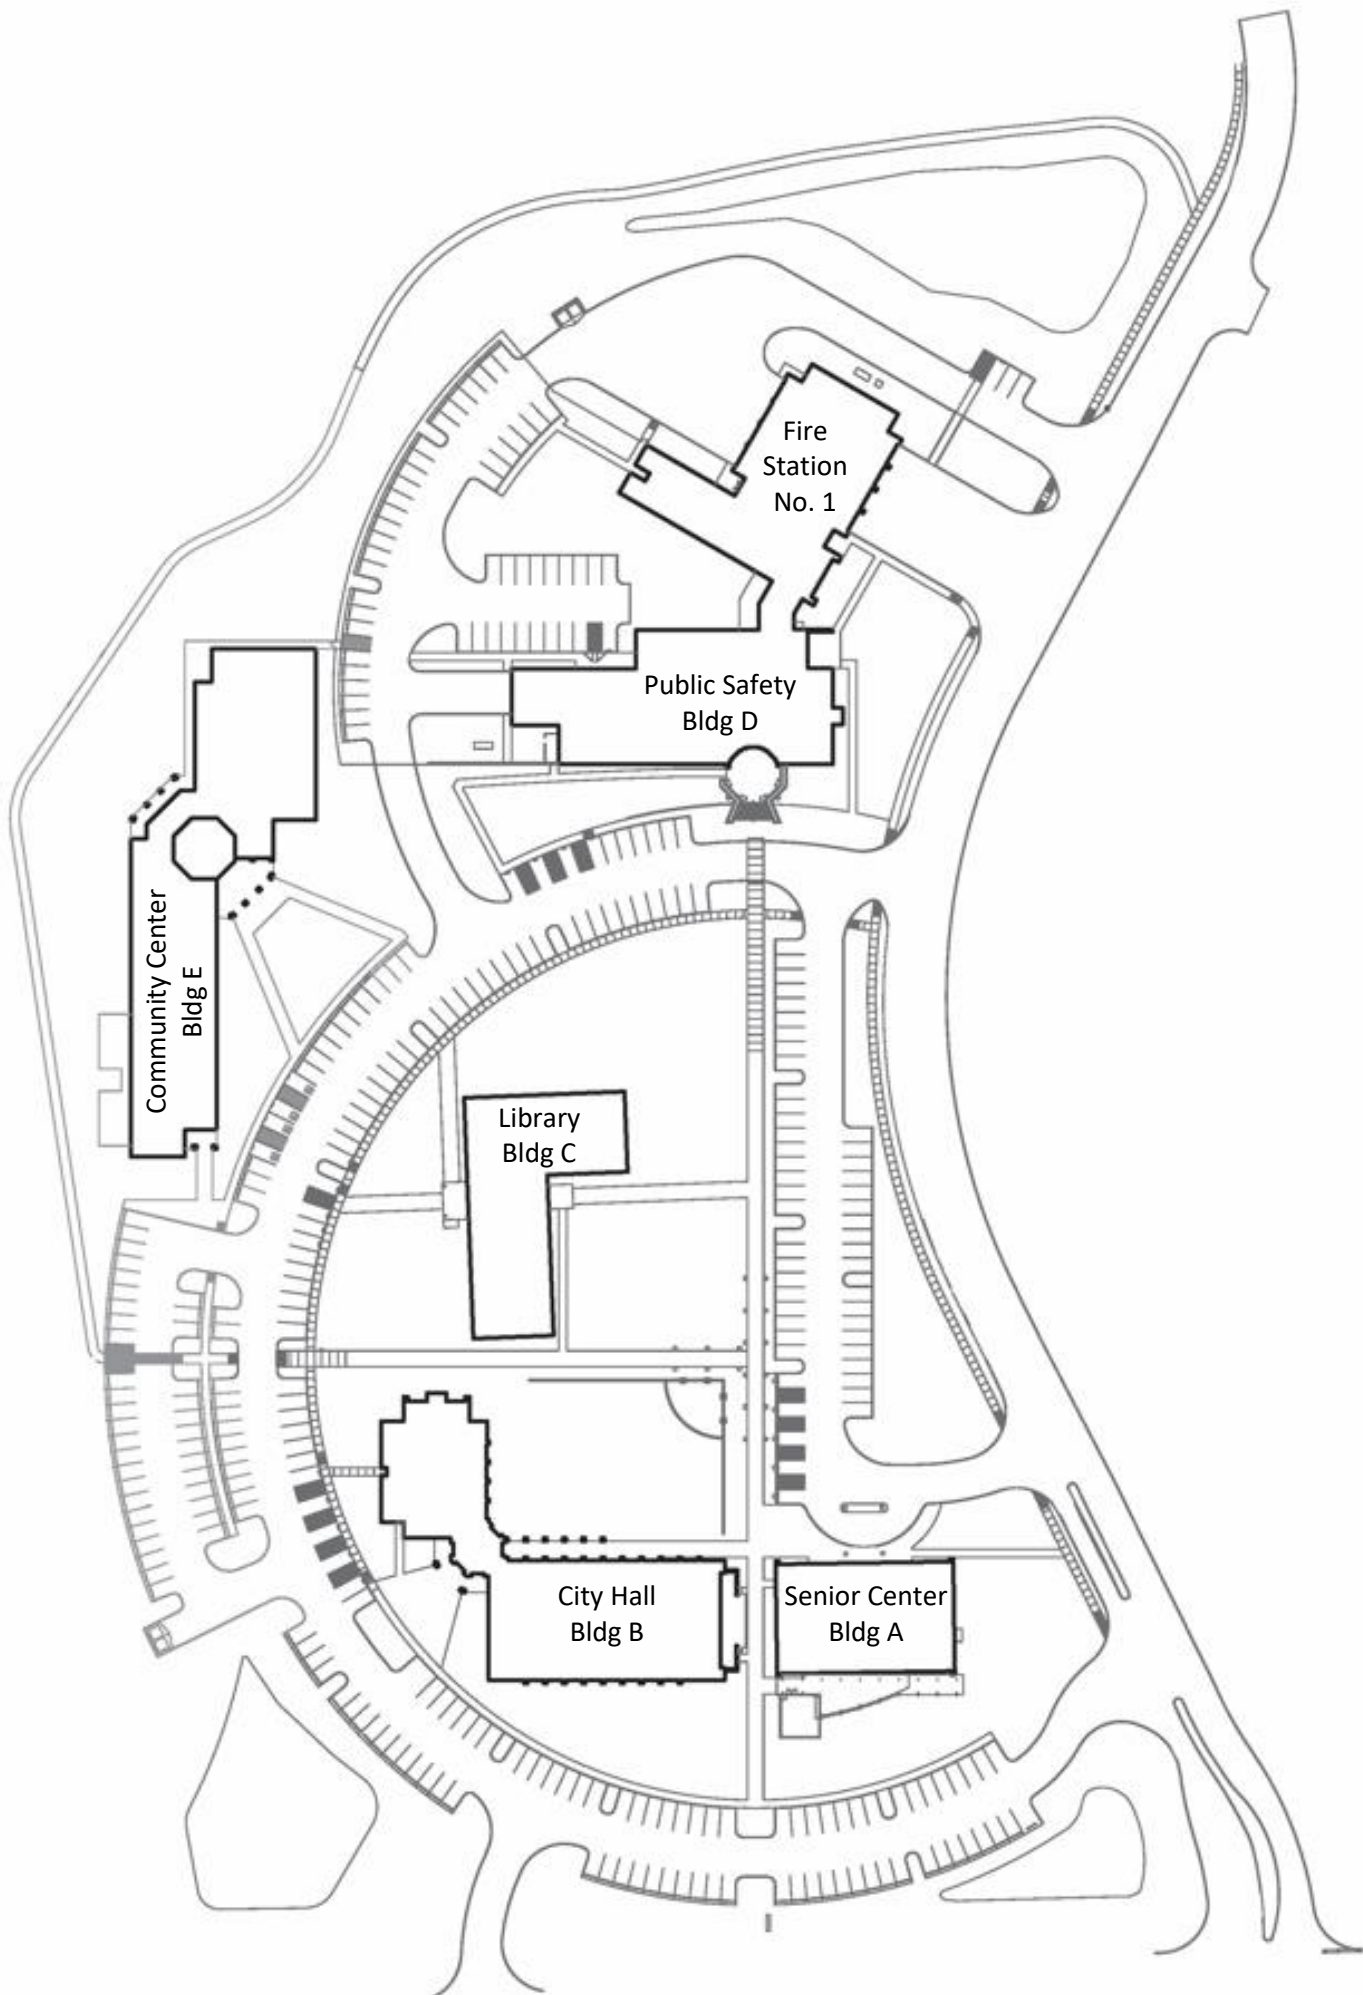 Fire
Station
No. 1
Public Safety
Bldg D
Community Center
Bldg E
Library
Bldg C
City Hall
Bldg B
Senior Center
Bldg A